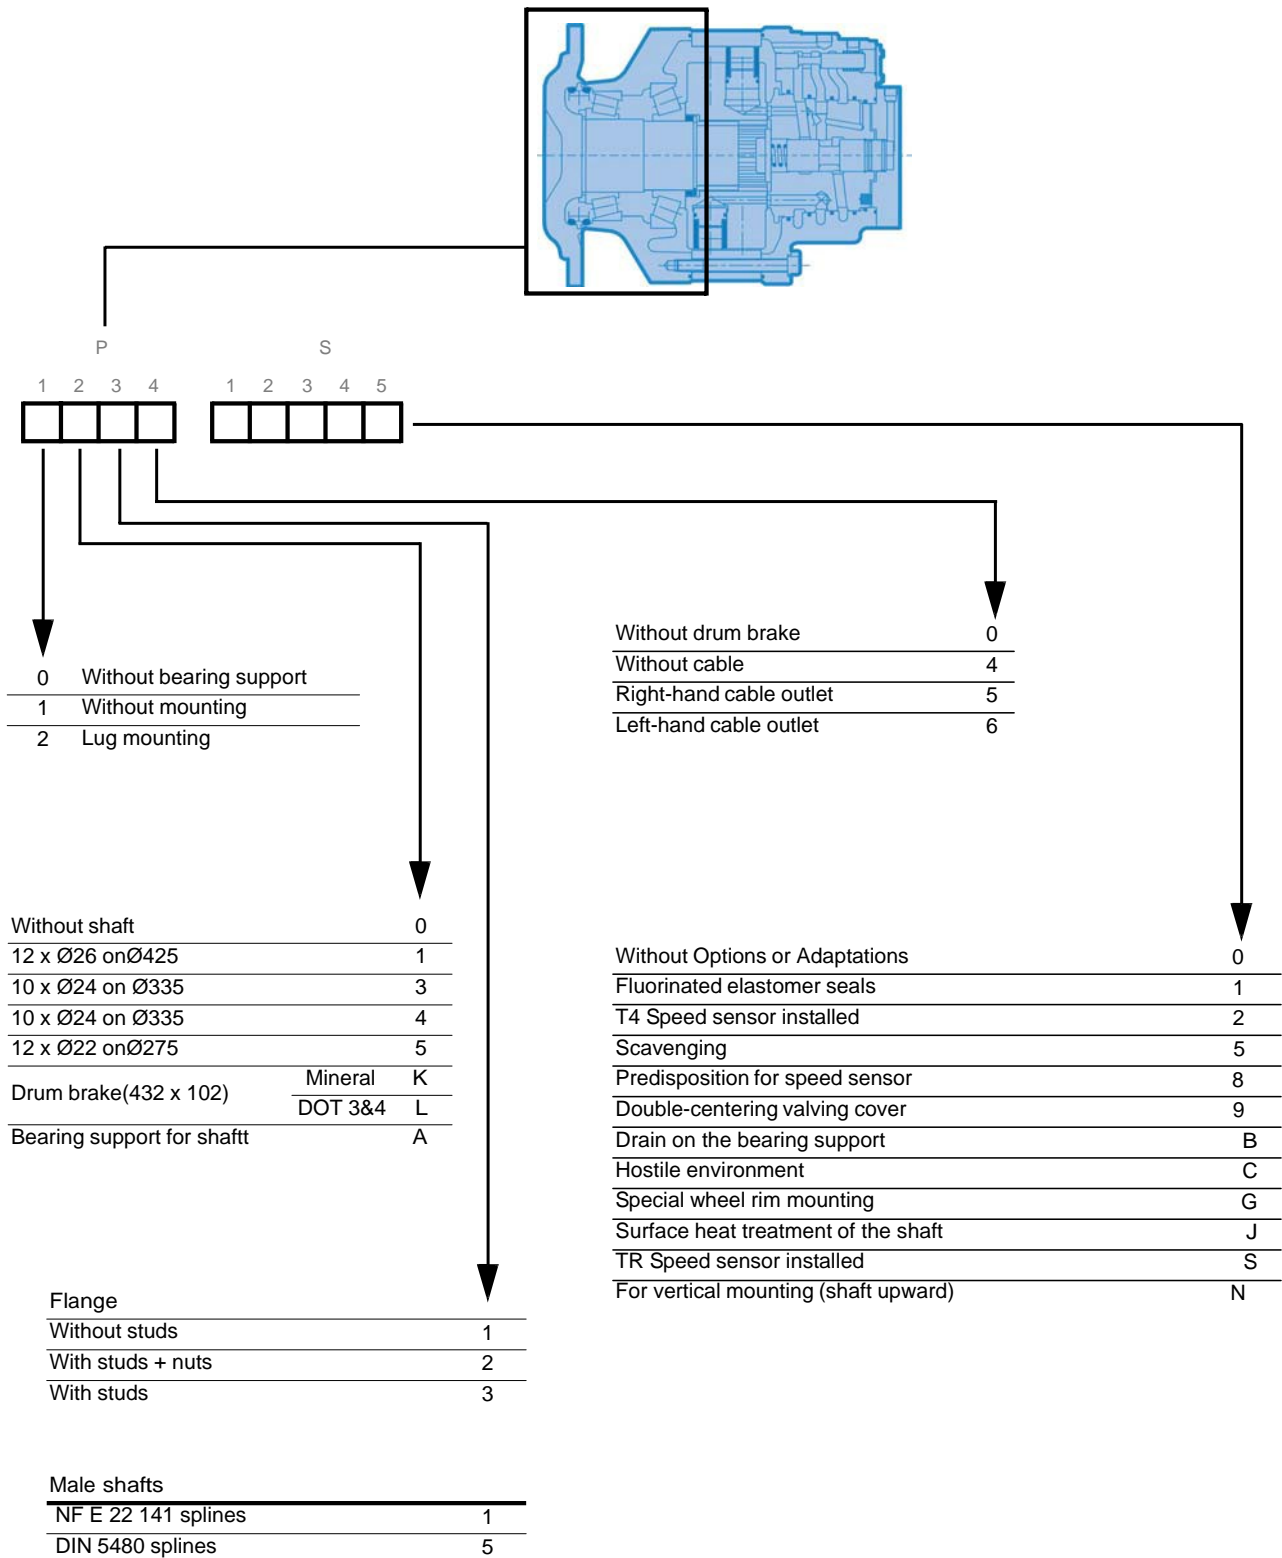 P S
1 2 3 4 1 2 3 4 5
0 Without bearing support
1 Without mounting
2 Lug mounting
Without drum brake 0
Without cable 4
Right-hand cable outlet 5
Left-hand cable outlet 6
Without shaft 0
12 x Ø26 onØ425 1
10 x Ø24 on Ø335 3
10 x Ø24 on Ø335 4
12 x Ø22 onØ275 5
Drum brake(432 x 102) Mineral K
DOT 3&4 L
Bearing support for shaftt A
Without Options or Adaptations 0
Fluorinated elastomer seals 1
T4 Speed sensor installed 2
Scavenging 5
Predisposition for speed sensor 8
Double-centering valving cover 9
Drain on the bearing support B
Hostile environment C
Special wheel rim mounting G
Surface heat treatment of the shaft J
TR Speed sensor installed S
For vertical mounting (shaft upward) N
Flange
Without studs 1
With studs + nuts 2
With studs 3
Male shafts
NF E 22 141 splines 1
DIN 5480 splines 5